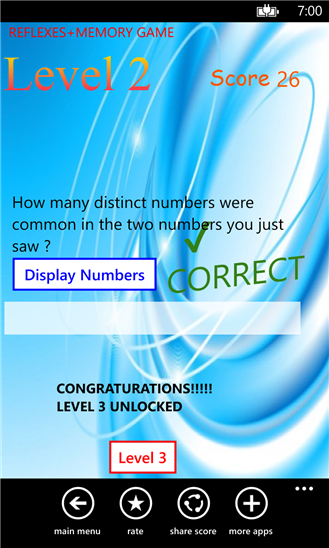 7:00
REFLEXES+MEMORY GAME
Level 2
Score 26
How many distinct numbers were
common in the two numbers you just
saw ?
Display Numbers
CORRECT
CONGRATURATIONS!!!!!
LEVEL 3 UNLOCKED
Level 3
main menu
rate
share score
more apps